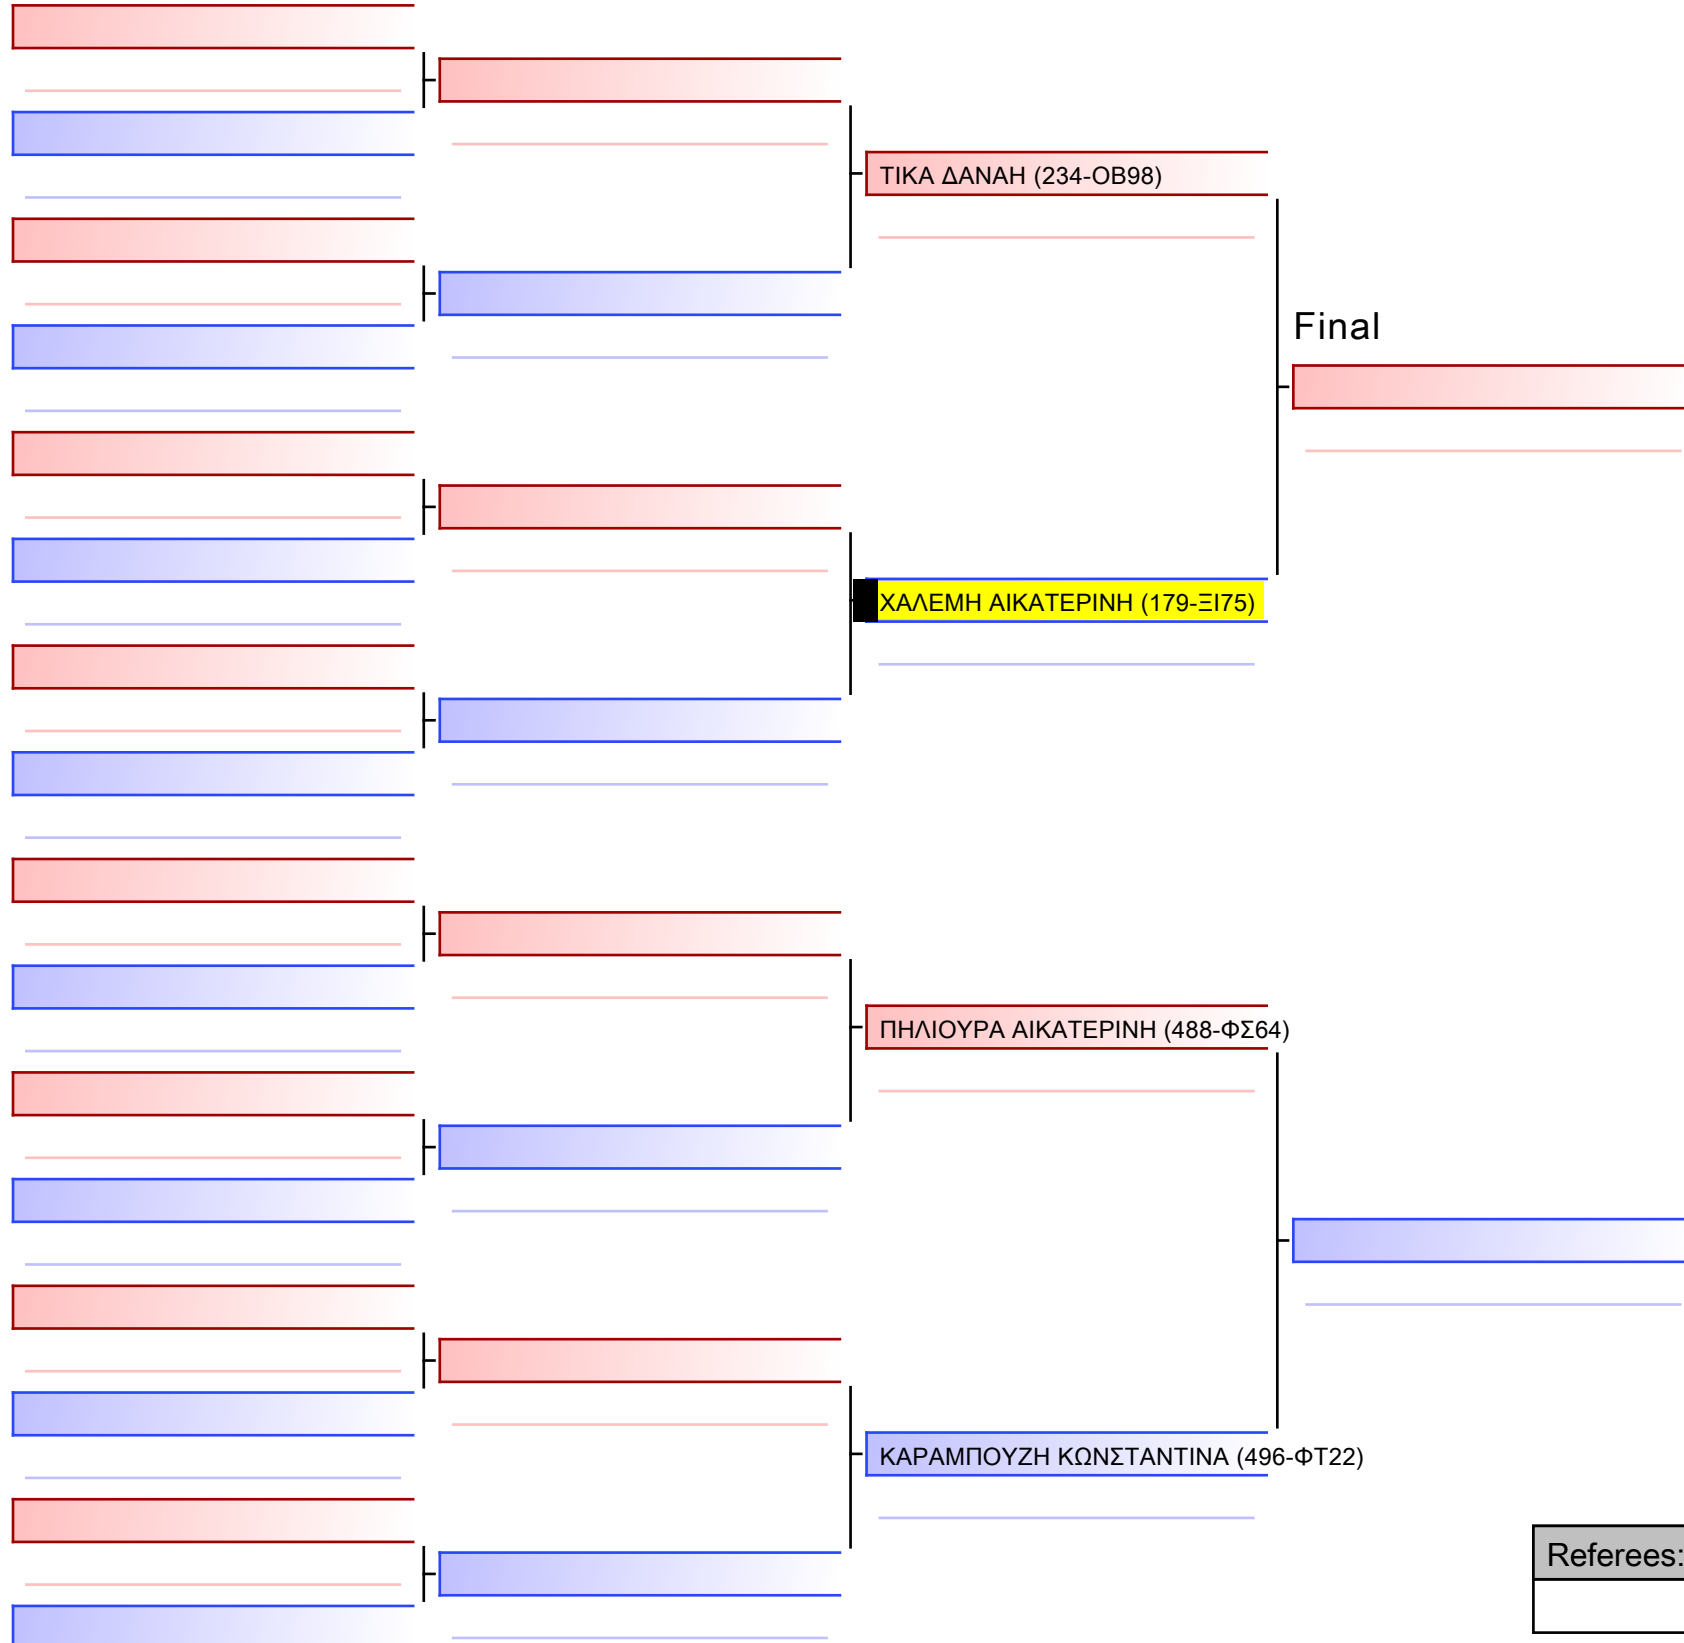 ΤΙΚΑ ΔΑΝΑΗ (234-ΟΒ98)
Final
ΧΑΛΕΜΗ ΑΙΚΑΤΕΡΙΝΗ (179-ΞΙ75)
ΠΗΛΙΟΥΡΑ ΑΙΚΑΤΕΡΙΝΗ (488-ΦΣ64)
ΚΑΡΑΜΠΟΥΖΗ ΚΩΝΣΤΑΝΤΙΝΑ (496-ΦΤ22)
Referees: